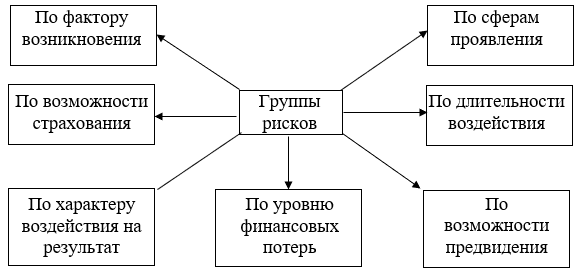 По фактору
возникновения
По сферам
проявления
По возможности
страхования
Группы
рисков
По длительности
воздействия
По характеру
воздействия на
результат
По уровню
финансовых
потерь
По
возможности
предвидения